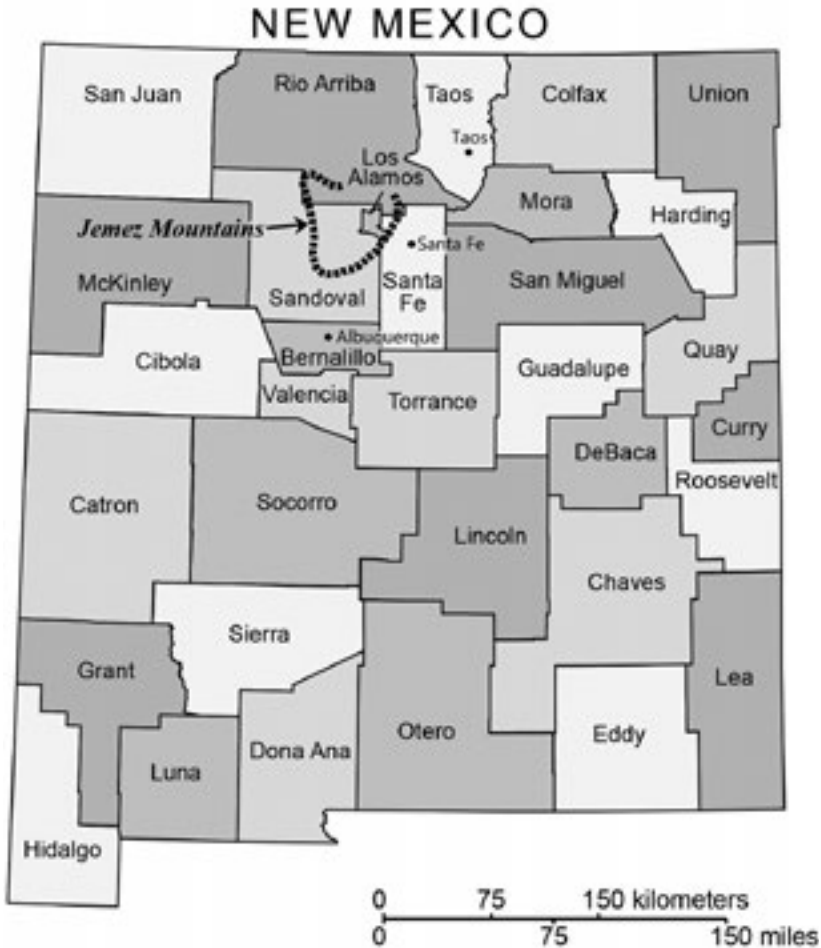 NEW MEXICO
San Juan
Rio Arriba
Taos
Colfax
Union
Taos
Los
Alamos
Mora
Harding
Jemez Mountains
Santa Fe
McKinley
Sandoval
Santa
Fe
San Miguel
Albuquerque
Cibola
Bernalillo
Quay
Guadalupe
Valencia
Torrance
Curry
DeBaca
Roosevelt
Catron
Socorro
Lincoln
Chaves
Sierra
Grant
Lea
Otero
Eddy
Dona Ana
Luna
Hidalgo
0 75 150 kilometers
0 75 150 miles